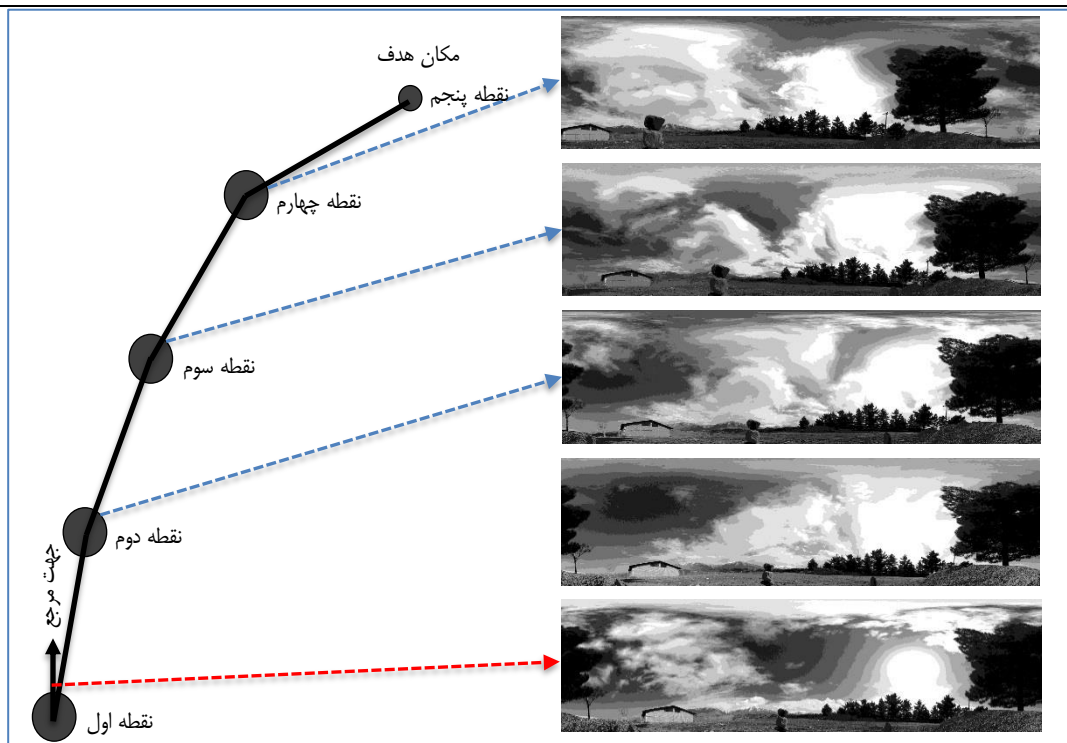 مکان هدف
نقطه پنجم
نقطه چهارم
نقطه سوم
نقطه دوم
جهت مرجع
نقطه اول